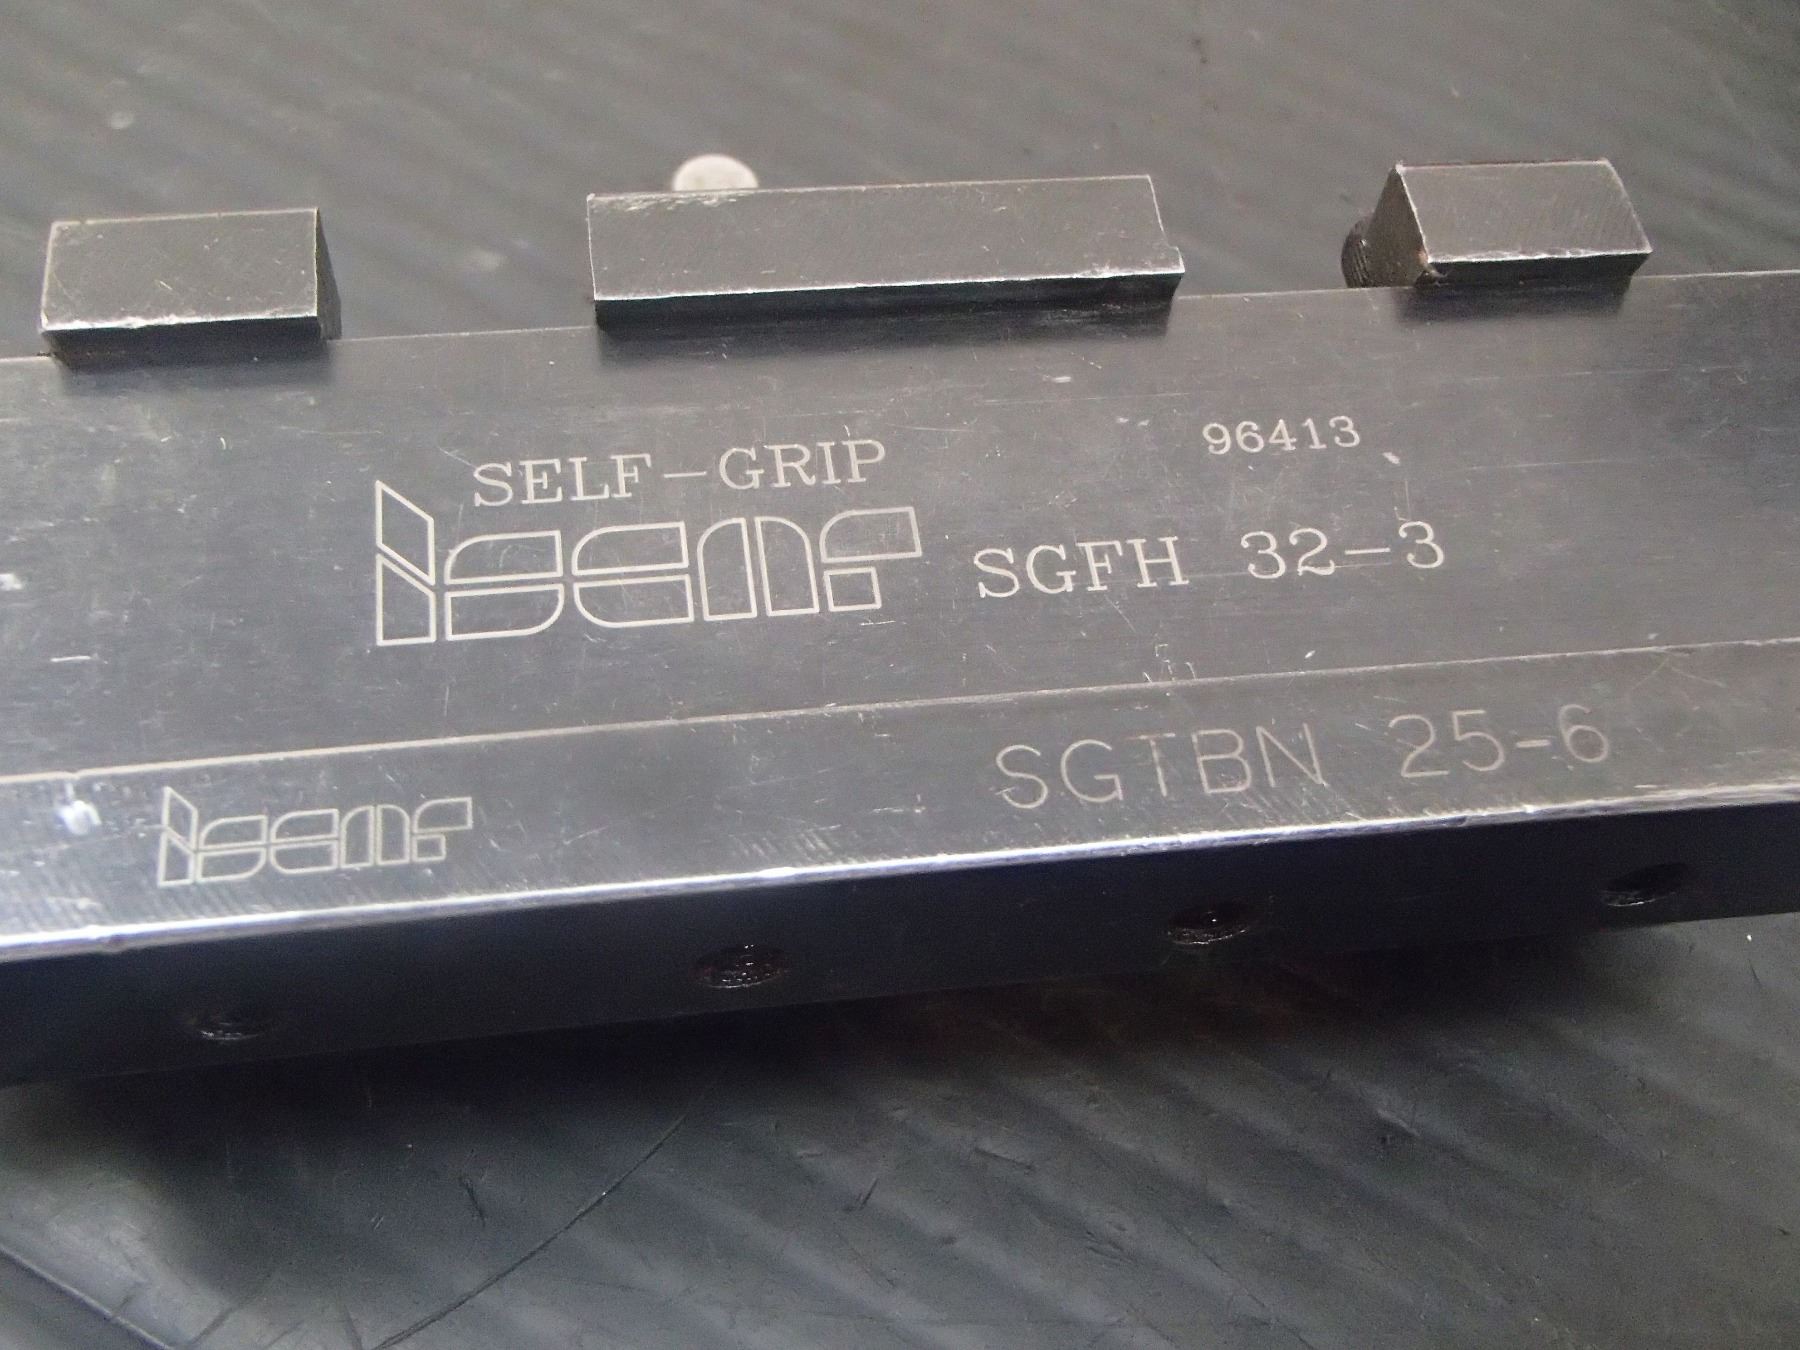 SELF-GRIP
96413
iscar
SGFH 32-3
iscar
SGTBN 25-6